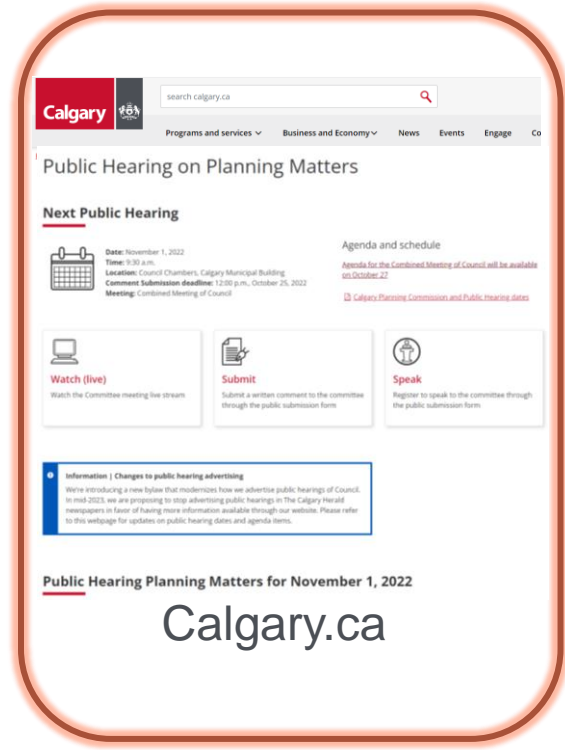 Calgary
search calgary.ca
Programs and services
Business and Economy
News
Events
Engage
Co
Public Hearing on Planning Matters
Next Public Hearing
Date: November 1, 2022
Time: 9:30 a.m.
Location: Council Chambers, Calgary Municipal Building
Comment Submission deadline: 12:00 p.m., October 25, 2022
Meeting: Combined Meeting of Council
Agenda and schedule
Agenda for the Combined Meeting of Council will be available
on October 27
Calgary Planning Commission and Public Hearing dates
Watch (live)
Watch the Committee meeting live stream
Submit
Submit a written comment to the committee
through the public submission form
Speak
Register to speak to the committee through
the public submission form
Information | Changes to public hearing advertising
We're introducing a new bylaw that modernizes how we advertise public hearings of Council.
In mid-2023, we are proposing to stop advertising public hearings in The Calgary Herald
newspapers in favor of having more information available through our website. Please refer
to this webpage for updates on public hearing dates and agenda items.
Public Hearing Planning Matters for November 1, 2022
Calgary.ca